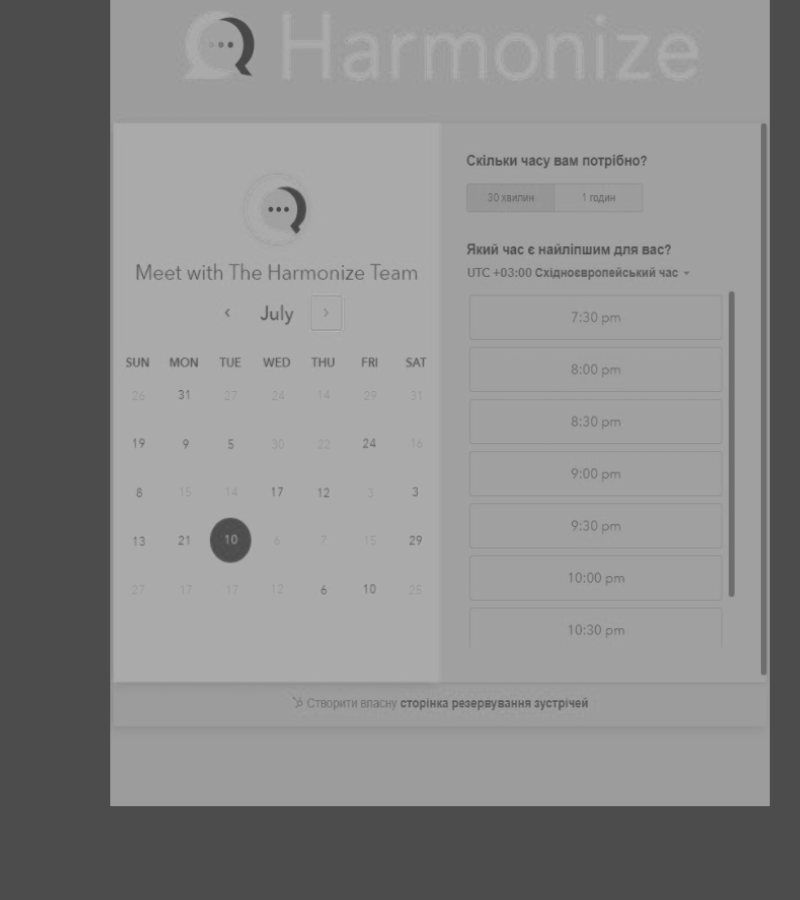 Harmonize
Meet with The Harmonize Team
July
SUN MON TUE WED THU FRI SAT
26 31 27 24 14 29 31
19 9 5 30 22 24 16
8 15 14 17 12 3 3
13 21 10 6 7 15 29
27 17 17 12 6 10 25
Скільки часу вам потрібно?
30 хвилин 1 годин
Який час є найліпшим для вас?
UTC +03:00 Східноєвропейський час
7:30 pm
8:00 pm
8:30 pm
9:00 pm
9:30 pm
10:00 pm
10:30 pm
Створити власну сторінка резервування зустрічей